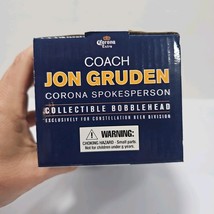 Corona
Extra
COACH
JON GRUDEN
CORONA SPOKESPERSON
COLLECTIBLE BOBBLEHEAD
EXCLUSIVELY FOR CONSTELLATION BEER DIVISION
WARNING:
CHOKING HAZARD - Small parts
Not for children under 3 years